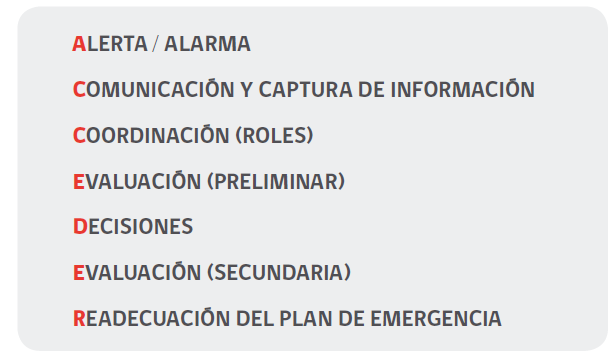 ALERTA / ALARMA
COMUNICACIÓN Y CAPTURA DE INFORMACIÓN
COORDINACIÓN (ROLES)
EVALUACIÓN (PRELIMINAR)
DECISIONES
EVALUACIÓN (SECUNDARIA)
READECUACIÓN DEL PLAN DE EMERGENCIA